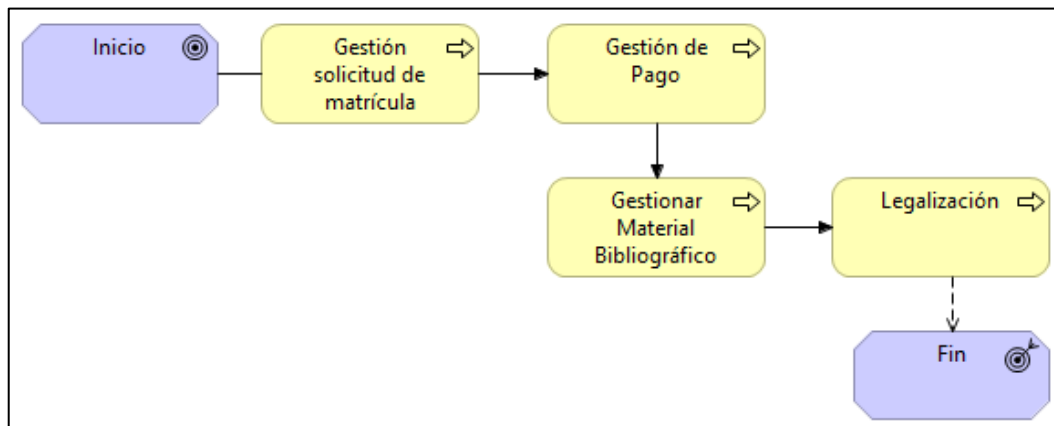 Inicio
Gestión
solicitud de
matrícula
Gestión de
Pago
Gestionar
Material
Bibliográfico
Legalización
Fin